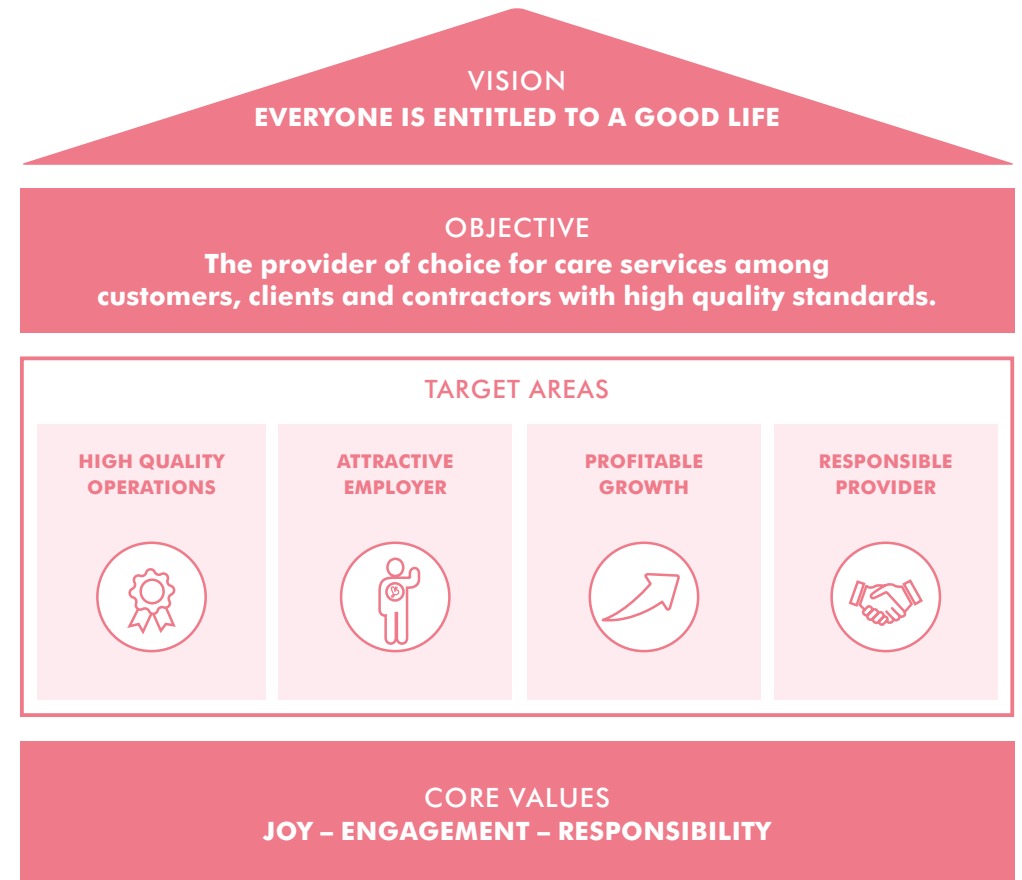 VISION
EVERYONE IS ENTITLED TO A GOOD LIFE
OBJECTIVE
The provider of choice for care services among
customers, clients and contractors with high quality standards.
TARGET AREAS
HIGH QUALITY
OPERATIONS
ATTRACTIVE
EMPLOYER
PROFITABLE
GROWTH
RESPONSIBLE
PROVIDER
CORE VALUES
JOY – ENGAGEMENT – RESPONSIBILITY